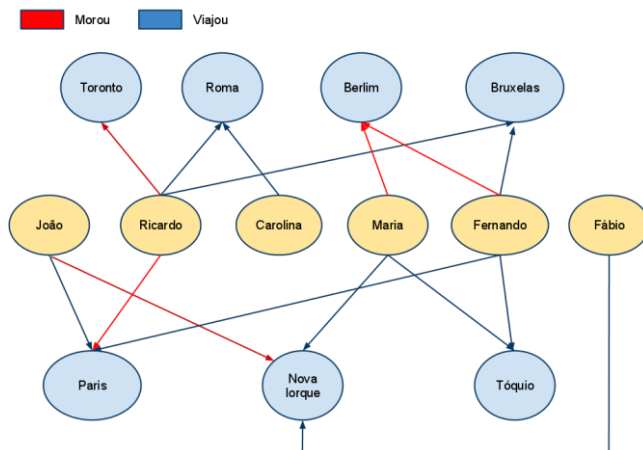 Morou
Viajou
Toronto
Roma
Berlim
Bruxelas
João
Ricardo
Carolina
Maria
Fernando
Fábio
Paris
Nova
Iorque
Tóquio